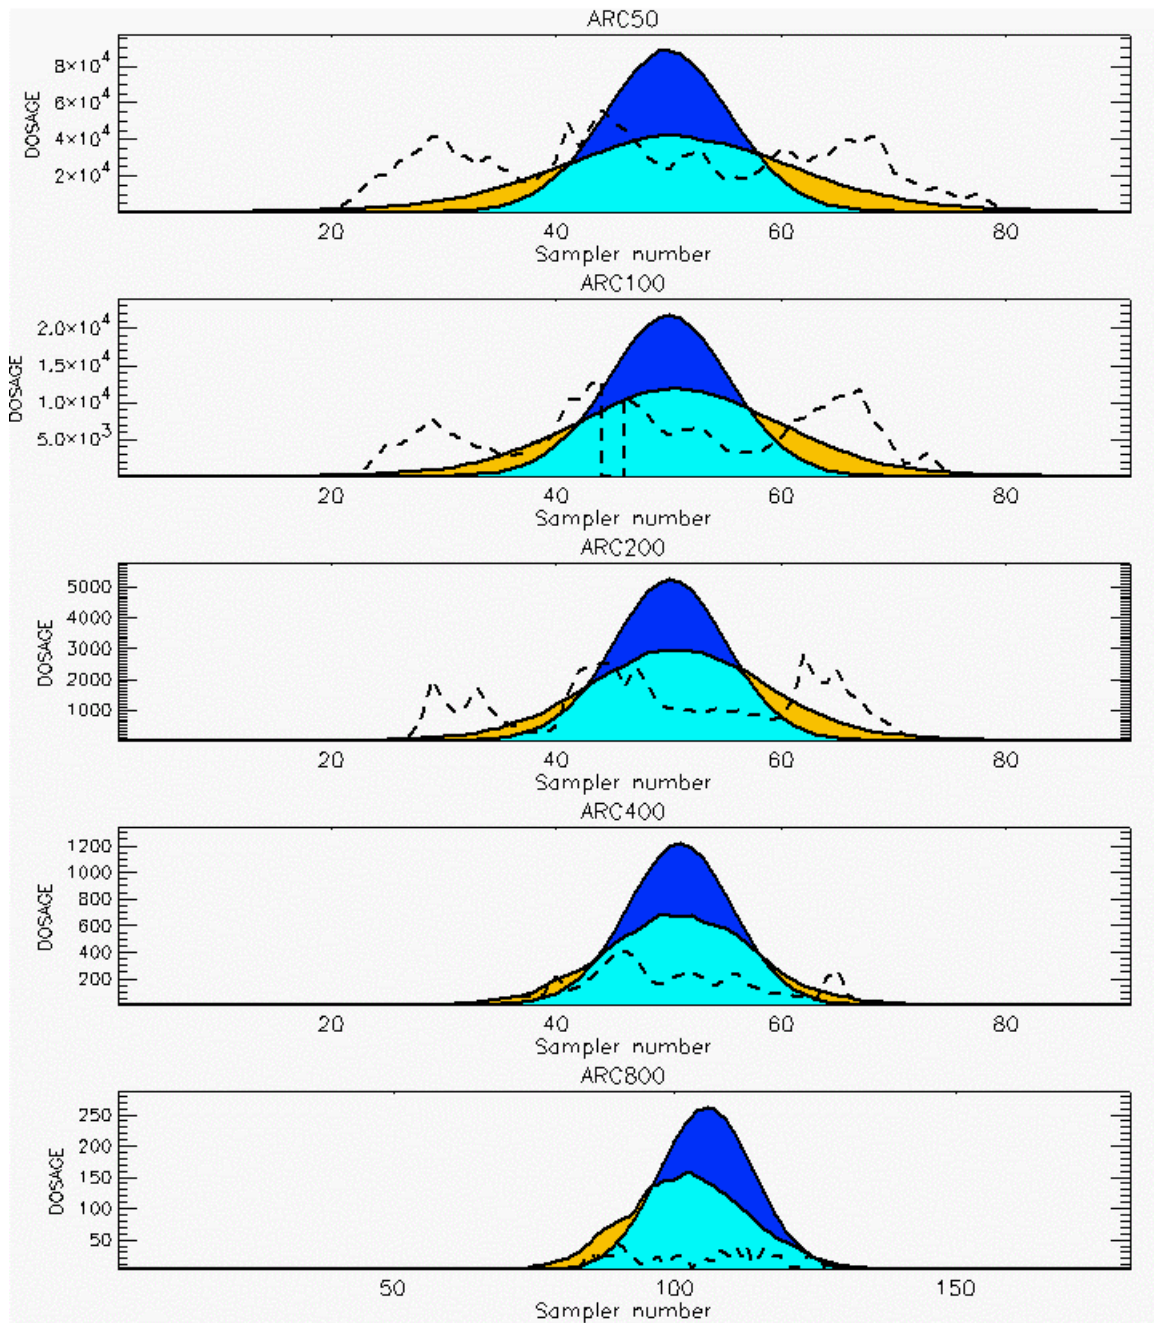 ARC50
8×10⁴
6×10⁴
4×10⁴
2×10⁴
DOSAGE
20 40 60 80
Sampler number
ARC100
2.0×10⁴
1.5×10⁴
1.0×10⁴
5.0×10³
DOSAGE
20 40 60 80
Sampler number
ARC200
5000
4000
3000
2000
1000
DOSAGE
20 40 60 80
Sampler number
ARC400
1200
1000
800
600
400
200
DOSAGE
20 40 60 80
Sampler number
ARC800
250
200
150
100
50
DOSAGE
50 100 150
Sampler number